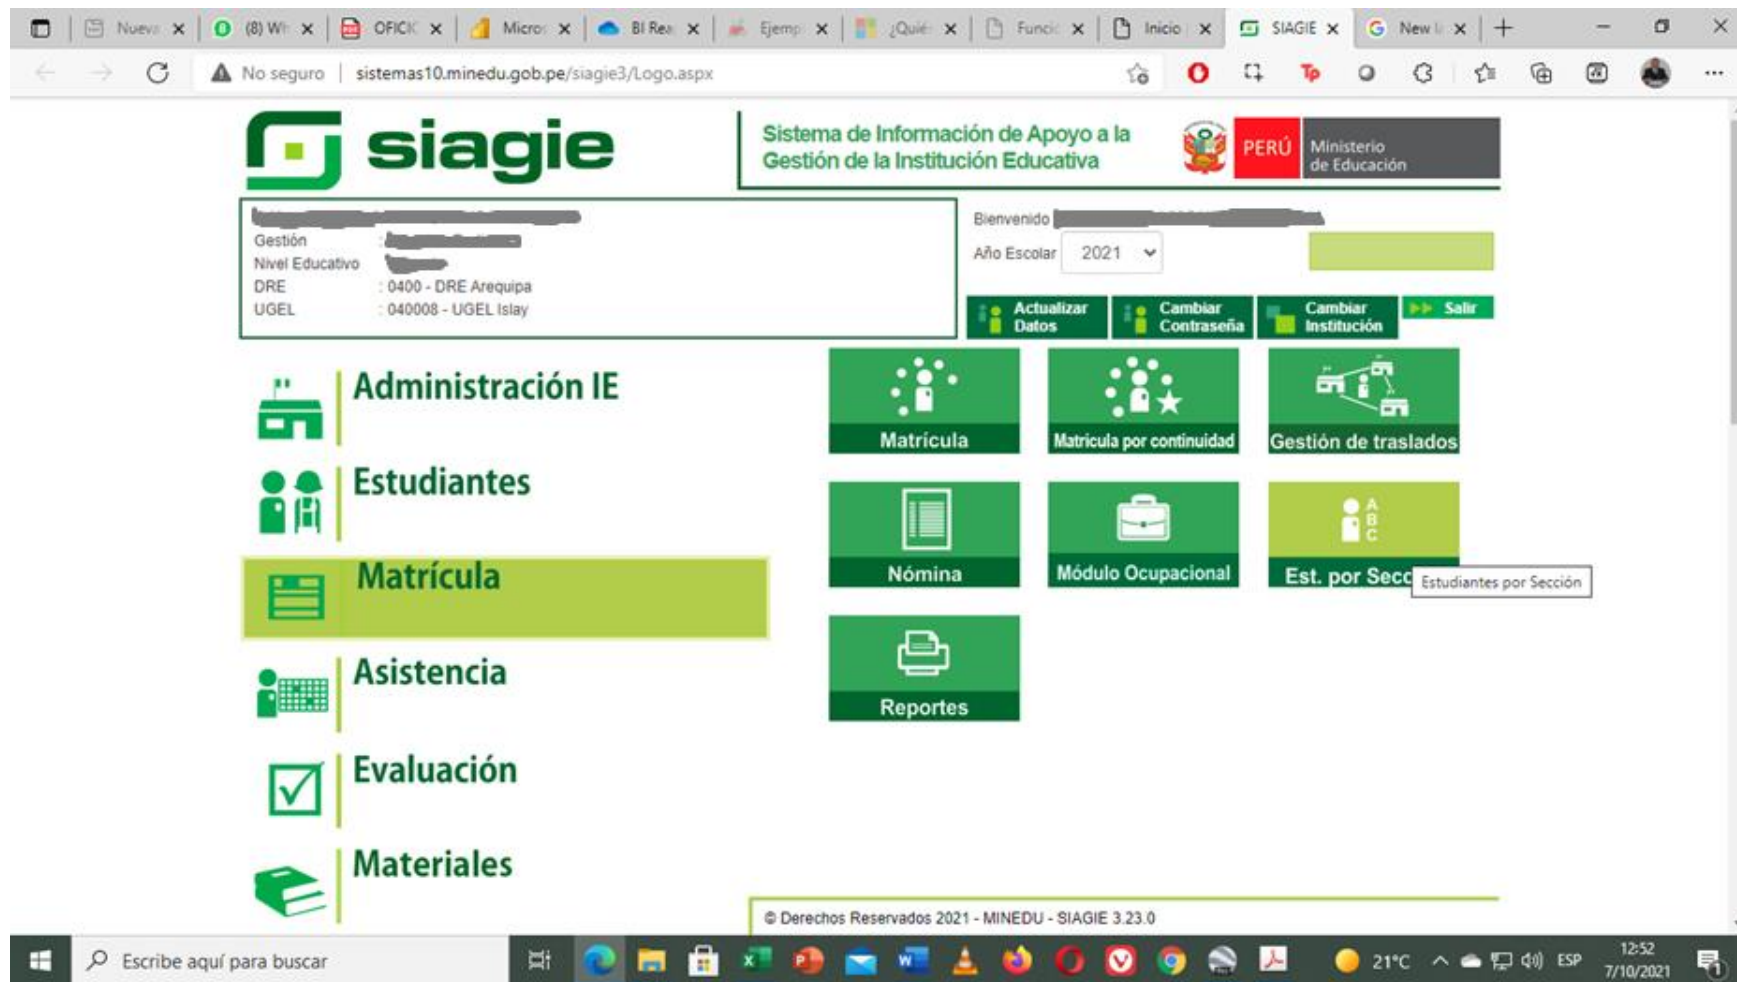 Nueva
(8) Wh
OFICIC
Micros
BI Rea
Ejemp
¿Quié
Funcic
Inicio
SIAGIE
New
No seguro | sistemas10.minedu.gob.pe/siagie3/Logo.aspx
siagie
Sistema de Información de Apoyo a la
Gestión de la Institución Educativa
PERÚ
Ministerio
de Educación
Gestión :
Nivel Educativo
DRE : 0400 - DRE Arequipa
UGEL : 040008 - UGEL Islay
Bienvenido
Año Escolar 2021
Actualizar
Datos
Cambiar
Contraseña
Cambiar
Institución
Salir
Administración IE
Estudiantes
Matrícula
Asistencia
Evaluación
Materiales
Matrícula
Matricula por continuidad
Gestión de traslados
Nómina
Módulo Ocupacional
A
B
C
Est. por Secc
Estudiantes por Sección
Reportes
© Derechos Reservados 2021 - MINEDU - SIAGIE 3.23.0
Escribe aquí para buscar
21°C
ESP
12:52
7/10/2021